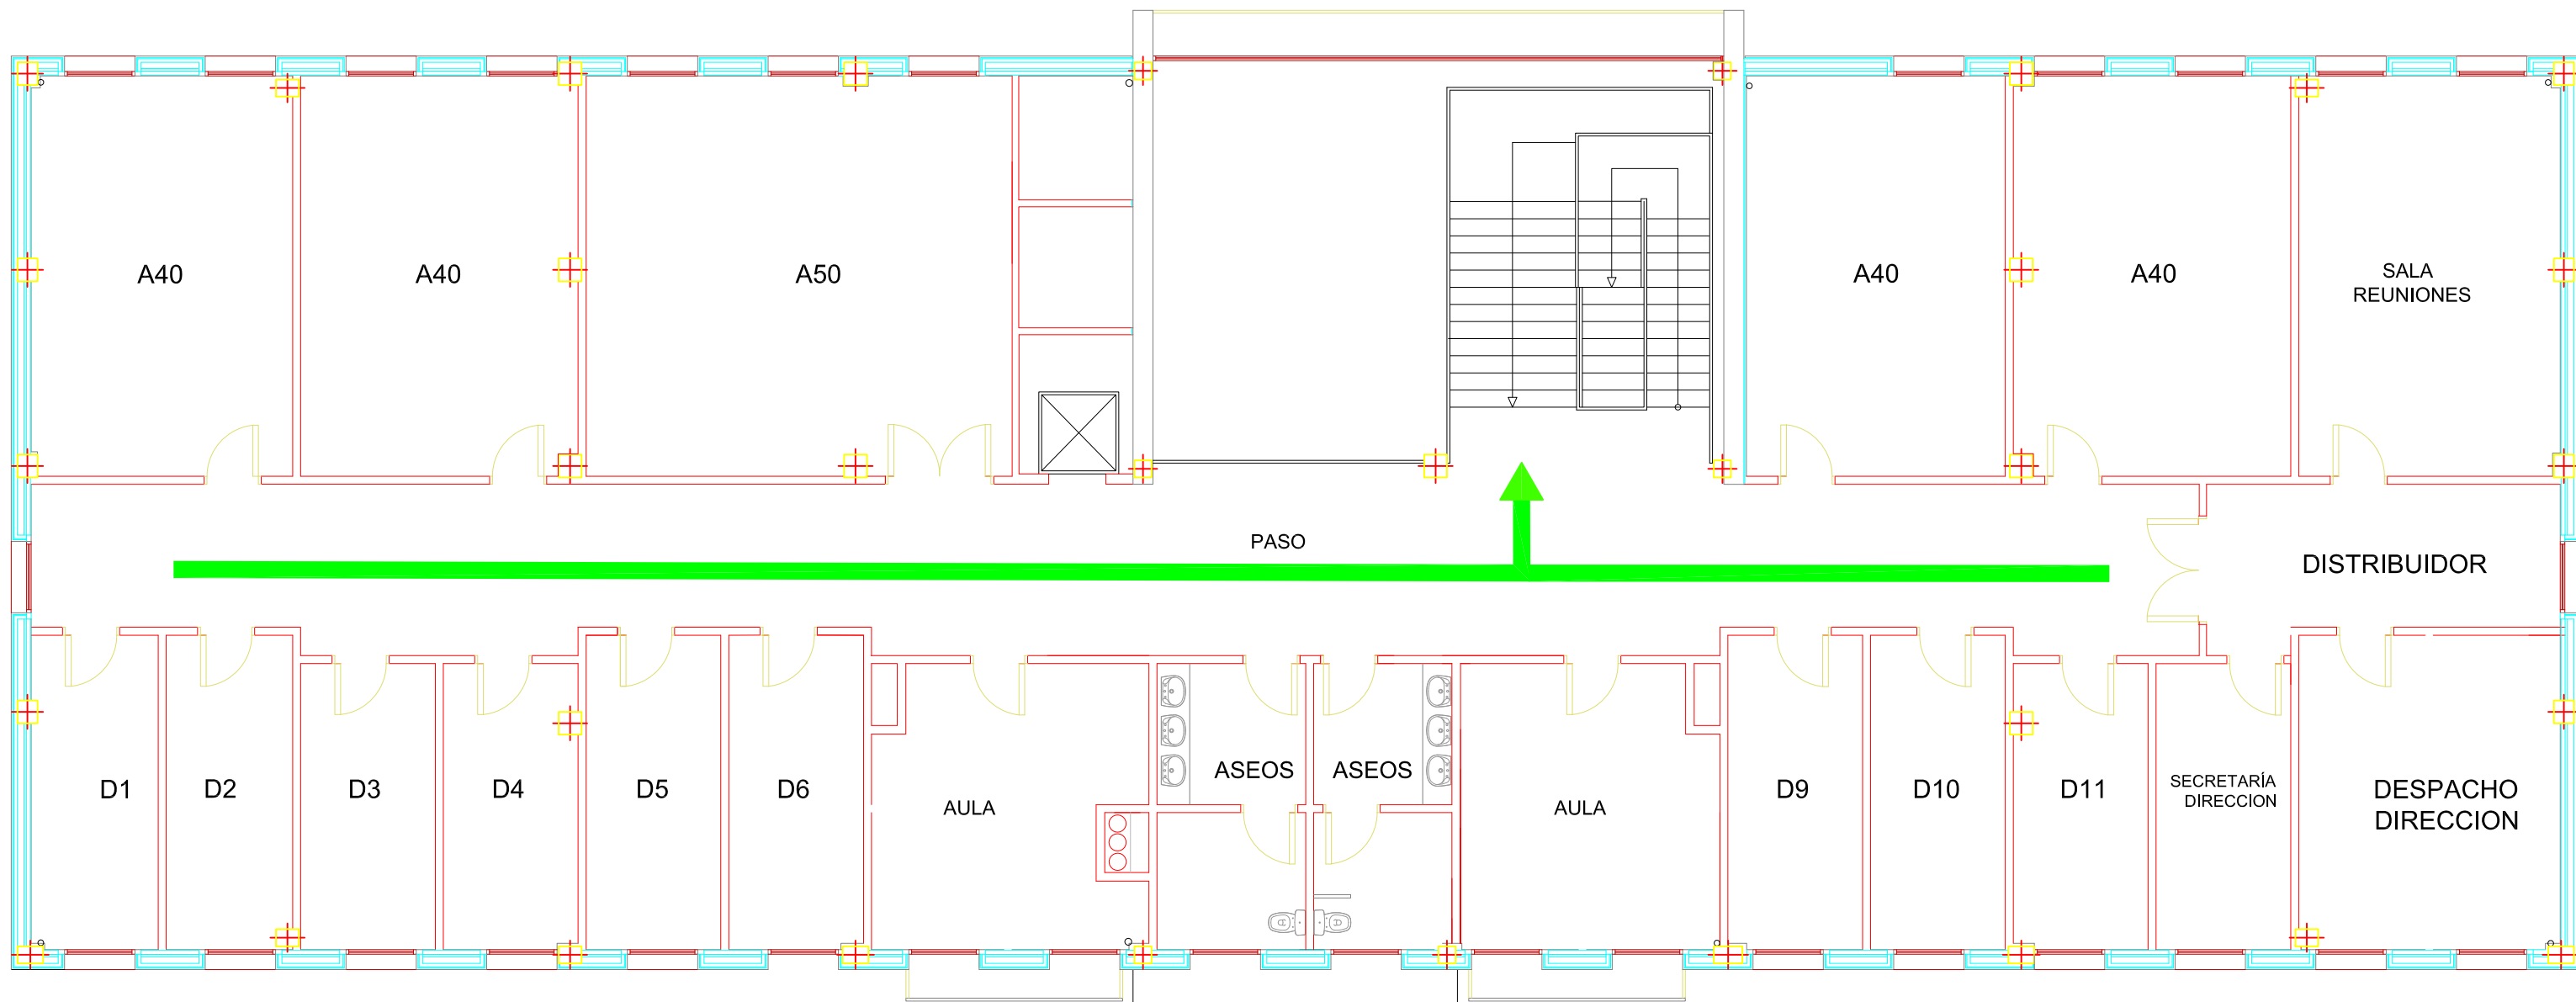 A40
A40
A50
A40
A40
SALA
REUNIONES
PASO
DISTRIBUIDOR
D1
D2
D3
D4
D5
D6
AULA
ASEOS
ASEOS
AULA
D9
D10
D11
SECRETARÍA
DIRECCION
DESPACHO
DIRECCION